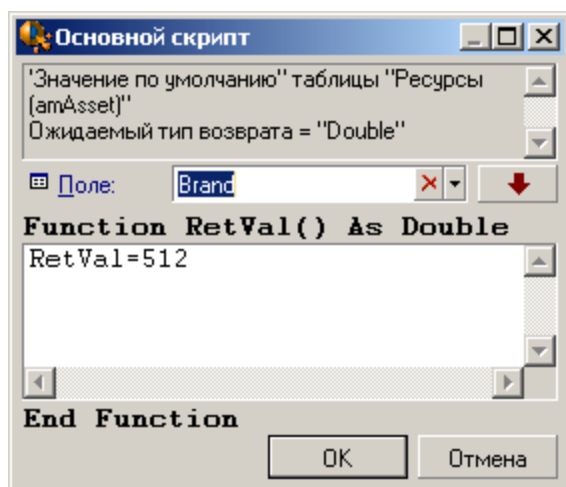 Основной скрипт
'Значение по умолчанию" таблицы "Ресурсы
(amAsset)"
Ожидаемый тип возврата = "Double"
Поле: Brand
Function RetVal() As Double
RetVal=512
End Function
OK Отмена